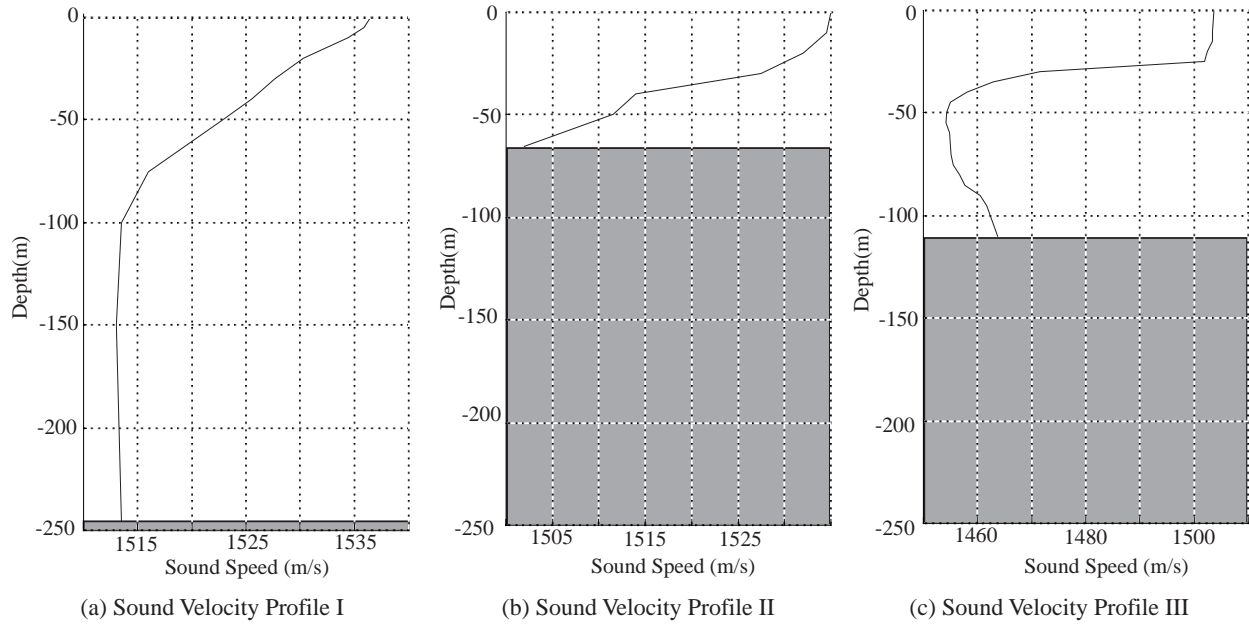 0
-50
-100
-150
-200
-250
Depth(m)
1515 1525 1535
Sound Speed (m/s)
(a) Sound Velocity Profile I
0
-50
-100
-150
-200
-250
Depth(m)
1505 1515 1525
Sound Speed (m/s)
(b) Sound Velocity Profile II
0
-50
-100
-150
-200
-250
Depth(m)
1460 1480 1500
Sound Speed (m/s)
(c) Sound Velocity Profile III